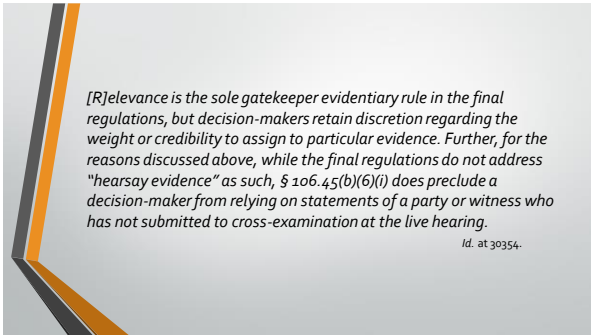 [R]elevance is the sole gatekeeper evidentiary rule in the final
regulations, but decision-makers retain discretion regarding the
weight or credibility to assign to particular evidence. Further, for the
reasons discussed above, while the final regulations do not address
“hearsay evidence” as such, § 106.45(b)(6)(i) does preclude a
decision-maker from relying on statements of a party or witness who
has not submitted to cross-examination at the live hearing.
Id. at 30354.